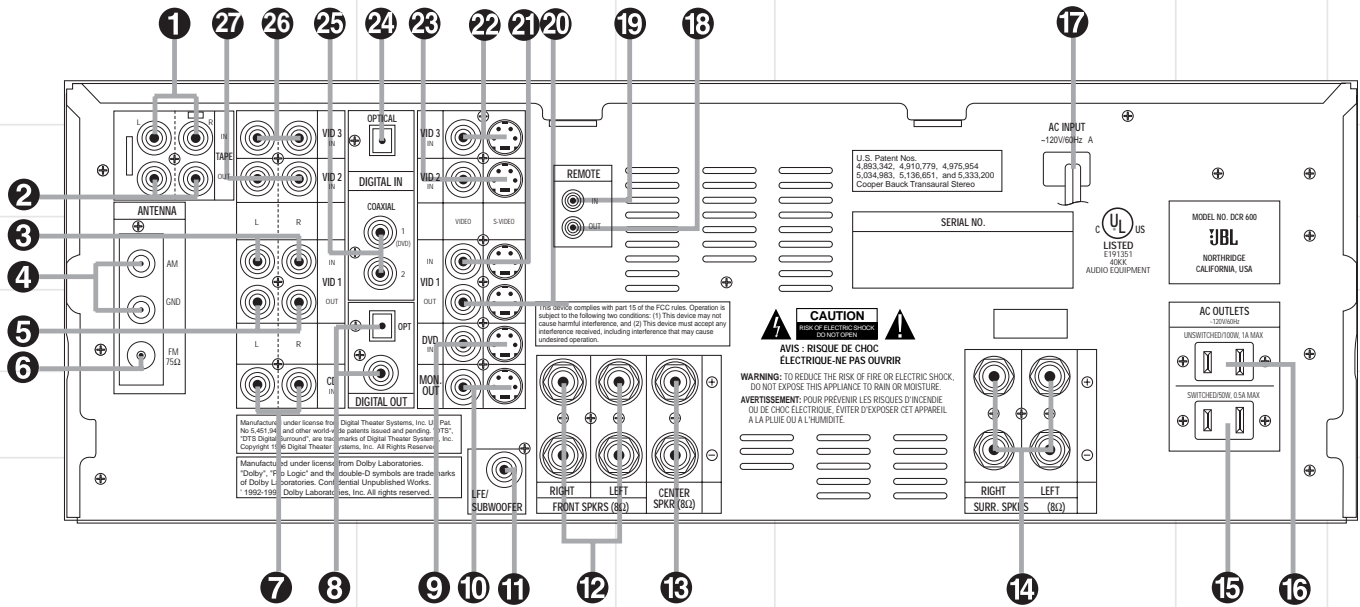 1 27 26 25 24 23 22 21 20 19 18 17
L R
IN
TAPE
OUT
2
ANTENNA
3
4
AM
GND
5
6
FM
75Ω
VID 3
IN
VID 2
IN
L R
IN
VID 1
OUT
L R
CD
IN
OPTICAL
DIGITAL IN
COAXIAL
1
(DVD)
2
OPT
DIGITAL OUT
VID 3
IN
VID 2
IN
VIDEO S-VIDEO
IN
VID 1
OUT
DVD
IN
MON.
OUT
REMOTE
IN
OUT
U.S. Patent Nos.
4,893,342, 4,910,779, 4,975,954
5,034,983, 5,136,651, and 5,333,200
Cooper Bauck Transaural Stereo
AC INPUT
~120V/60Hz A
SERIAL NO.
C UL US
LISTED
E191351
40KK
AUDIO EQUIPMENT
MODEL NO. DCR 600
JBL
NORTHRIDGE
CALIFORNIA, USA
AC OUTLETS
~120V/60Hz
UNSWITCHED/100W, 1A MAX
SWITCHED/50W, 0.5A MAX
This device complies with part 15 of the FCC rules. Operation is
subject to the following two conditions: (1) This device may not
cause harmful interference, and (2) This device must accept any
interference received, including interference that may cause
undesired operation.
CAUTION
RISK OF ELECTRIC SHOCK
DO NOT OPEN
AVIS : RISQUE DE CHOC
ÉLECTRIQUE-NE PAS OUVRIR
WARNING: TO REDUCE THE RISK OF FIRE OR ELECTRIC SHOCK,
DO NOT EXPOSE THIS APPLIANCE TO RAIN OR MOISTURE.
AVERTISSEMENT: POUR PRÉVENIR LES RISQUES D'INCENDIE
OU DE CHOC ÉLECTRIQUE, ÉVITER D'EXPOSER CET APPAREIL
A LA PLUIE OU A L'HUMIDITÉ.
Manufactured under license from Digital Theater Systems, Inc. US Pat.
No 5,451,94 and other world-wide patents issued and pending. "DTS",
"DTS Digital Surround", are trademarks of Digital Theater Systems, Inc.
Copyright 1996 Digital Theater Systems, Inc. All Rights Reserved.
Manufactured under license from Dolby Laboratories.
"Dolby", "Pro Logic" and the double-D symbols are trademarks
of Dolby Laboratories. Confidential Unpublished Works.
' 1992-199 Dolby Laboratories, Inc. All rights reserved.
LFE/
SUBWOOFER
+
−
RIGHT LEFT
FRONT SPKRS (8Ω)
CENTER
SPKR (8Ω)
+
−
RIGHT LEFT
SURR. SPKRS (8Ω)
7 8 9 10 11 12 13 14 15 16